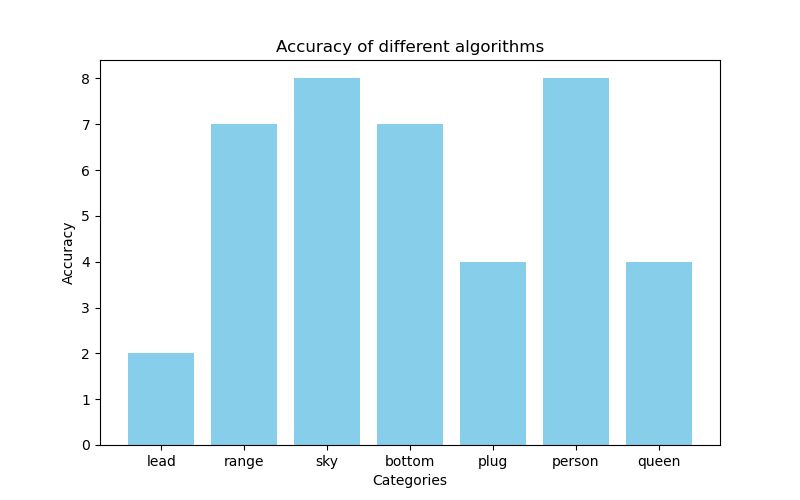 Accuracy of different algorithms
8
7
6
5
4
3
2
1
0
Accuracy
lead range sky bottom plug person queen
Categories